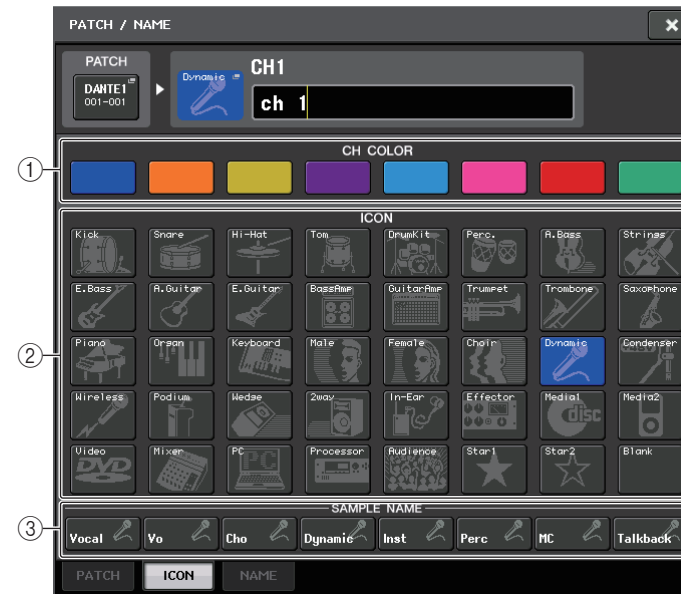 PATCH / NAME
PATCH
DANTE1
001-001
Dynamic
CH1
ch 1
CH COLOR
1
ICON
Kick Snare Hi-Hat Tom DrumKit Perc. A.Bass Strings
E.Bass A.Guitar E.Guitar BassAmp GuitarAmp Trumpet Trombone Saxophone
2
Piano Organ Keyboard Male Female Choir Dynamic Condenser
Wireless Podium Wedge 2way In-Ear Effector Media1 Media2
disc
Video Mixer PC Processor Audience Star1 Star2 Blank
DVD PC
SAMPLE NAME
3
Vocal Vo Cho Dynamic Inst Perc MC Talkback
PATCH ICON NAME